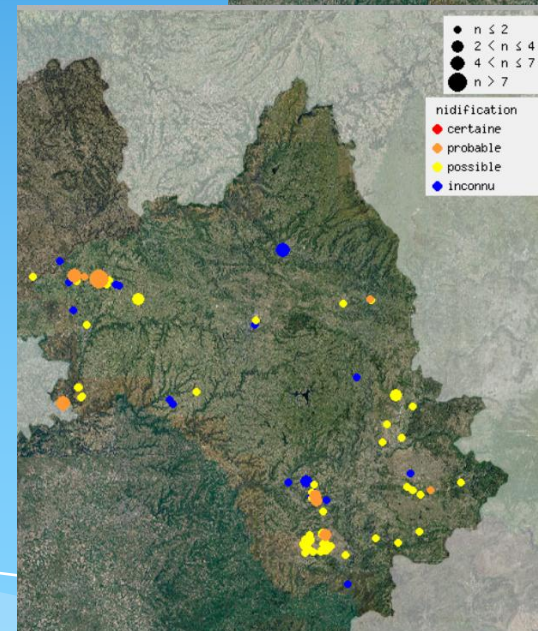 n ≤ 2
2 < n ≤ 4
4 < n ≤ 7
n > 7
nidification
certaine
probable
possible
inconnu